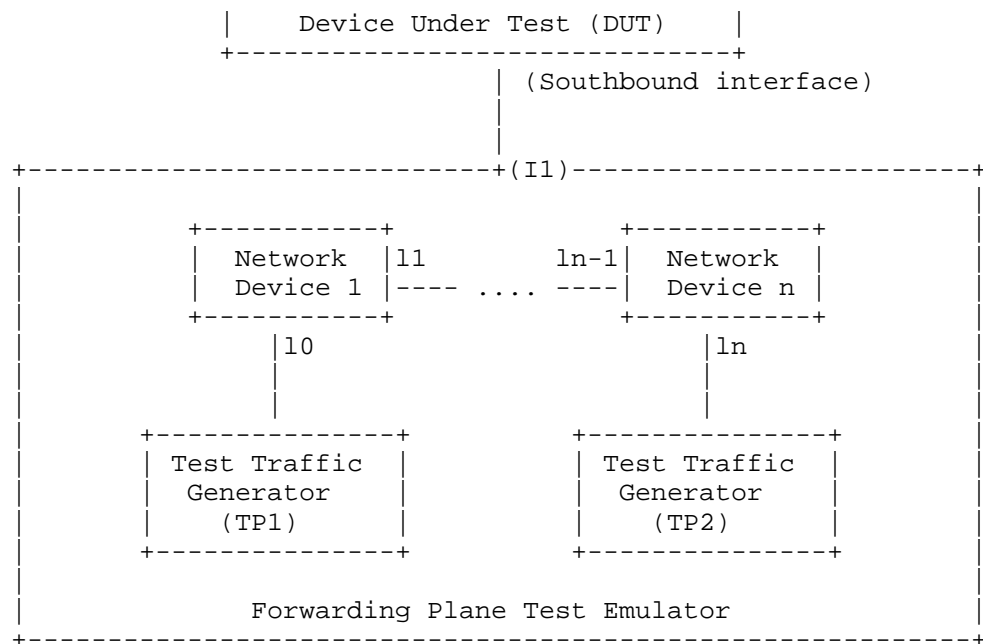 Device Under Test (DUT)
(Southbound interface)
(I1)
Network l1 ln-1 Network
Device 1 ---- .... ---- Device n
l0 ln
Test Traffic Test Traffic
Generator Generator
(TP1) (TP2)
Forwarding Plane Test Emulator